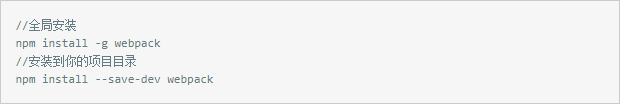 //全局安装
npm install -g webpack
//安装到你的项目目录
npm install --save-dev webpack